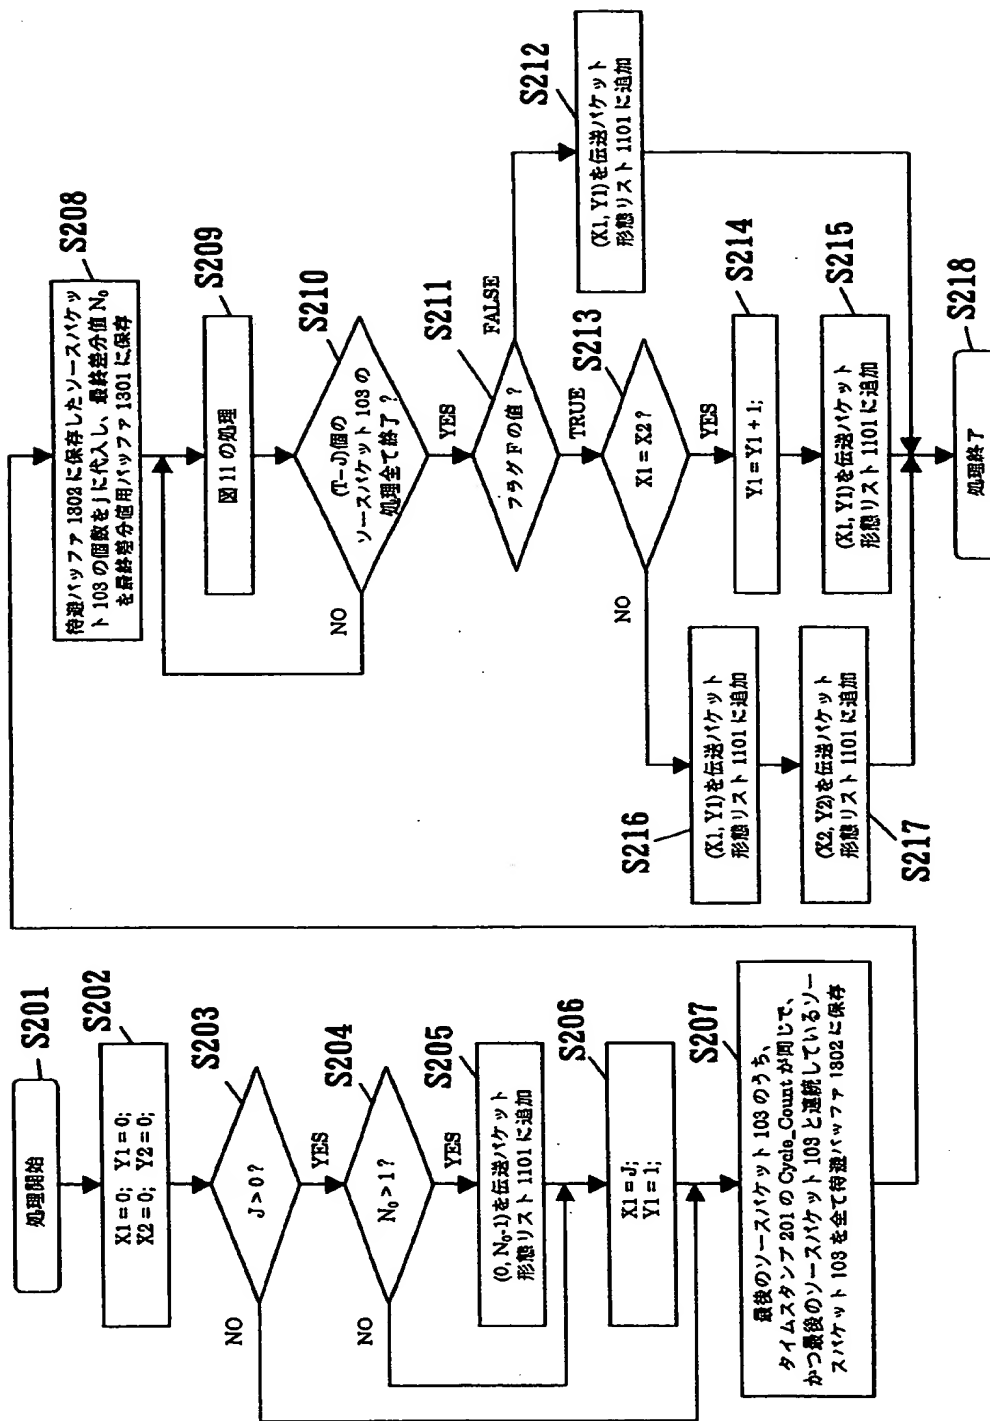 S201
処理開始
S202
X1=0; Y1=0;
X2=0; Y2=0;
S203
J>0?
NO
YES
S204
N₀>1?
NO
YES
S205
(0, N₀-1)を伝送パケット
形態リスト 1101 に追加
S206
X1=J;
Y1=1;
S207
最後のソースパケット 103 のうち、
タイムスタンプ 201 の Cycle_Count が同じで、
かつ最後のソースパケット 103 と連続しているソー
スパケット 103 を全て待避バッファ 1302 に保存
S208
待避バッファ 1302 に保存したソースパケッ
ト 103 の個数を J に代入し、最終差分値 N₀
を最終差分値用バッファ 1301 に保存
S209
図 11 の処理
S210
(T-J)個の
ソースパケット 103 の
処理全て終了?
NO
YES
S211
フラグ F の値?
FALSE
TRUE
S212
(X1, Y1)を伝送パケット
形態リスト 1101 に追加
S213
X1=X2?
NO
YES
S214
Y1=Y1+1;
S215
(X1, Y1)を伝送パケット
形態リスト 1101 に追加
S216
(X1, Y1)を伝送パケット
形態リスト 1101 に追加
S217
(X2, Y2)を伝送パケット
形態リスト 1101 に追加
S218
処理終了